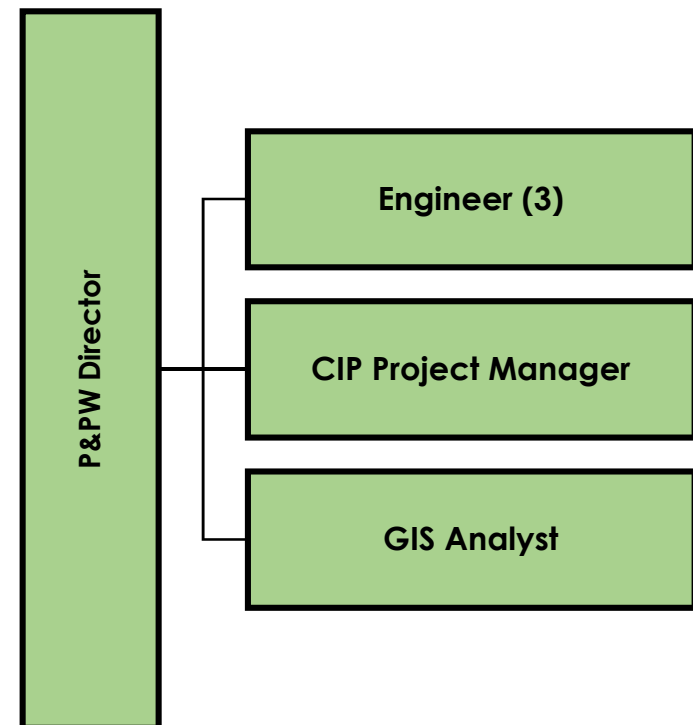 P&PW Director
Engineer (3)
CIP Project Manager
GIS Analyst